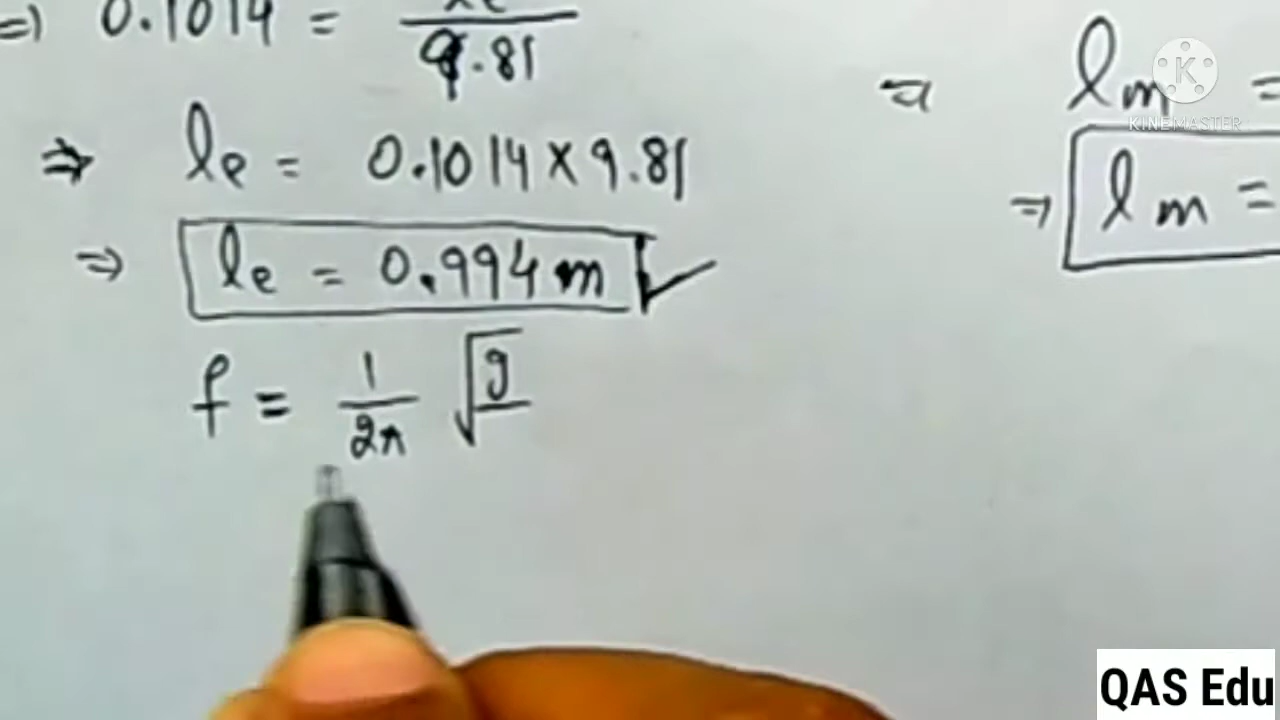 ⇒ 0.1014 = le/9.81
⇒ le = 0.1014 × 9.81
⇒ le = 0.994 m ✓
f = 1/2π √g
⇒ lm =
⇒ lm =
K
KINEMASTER
QAS Edu